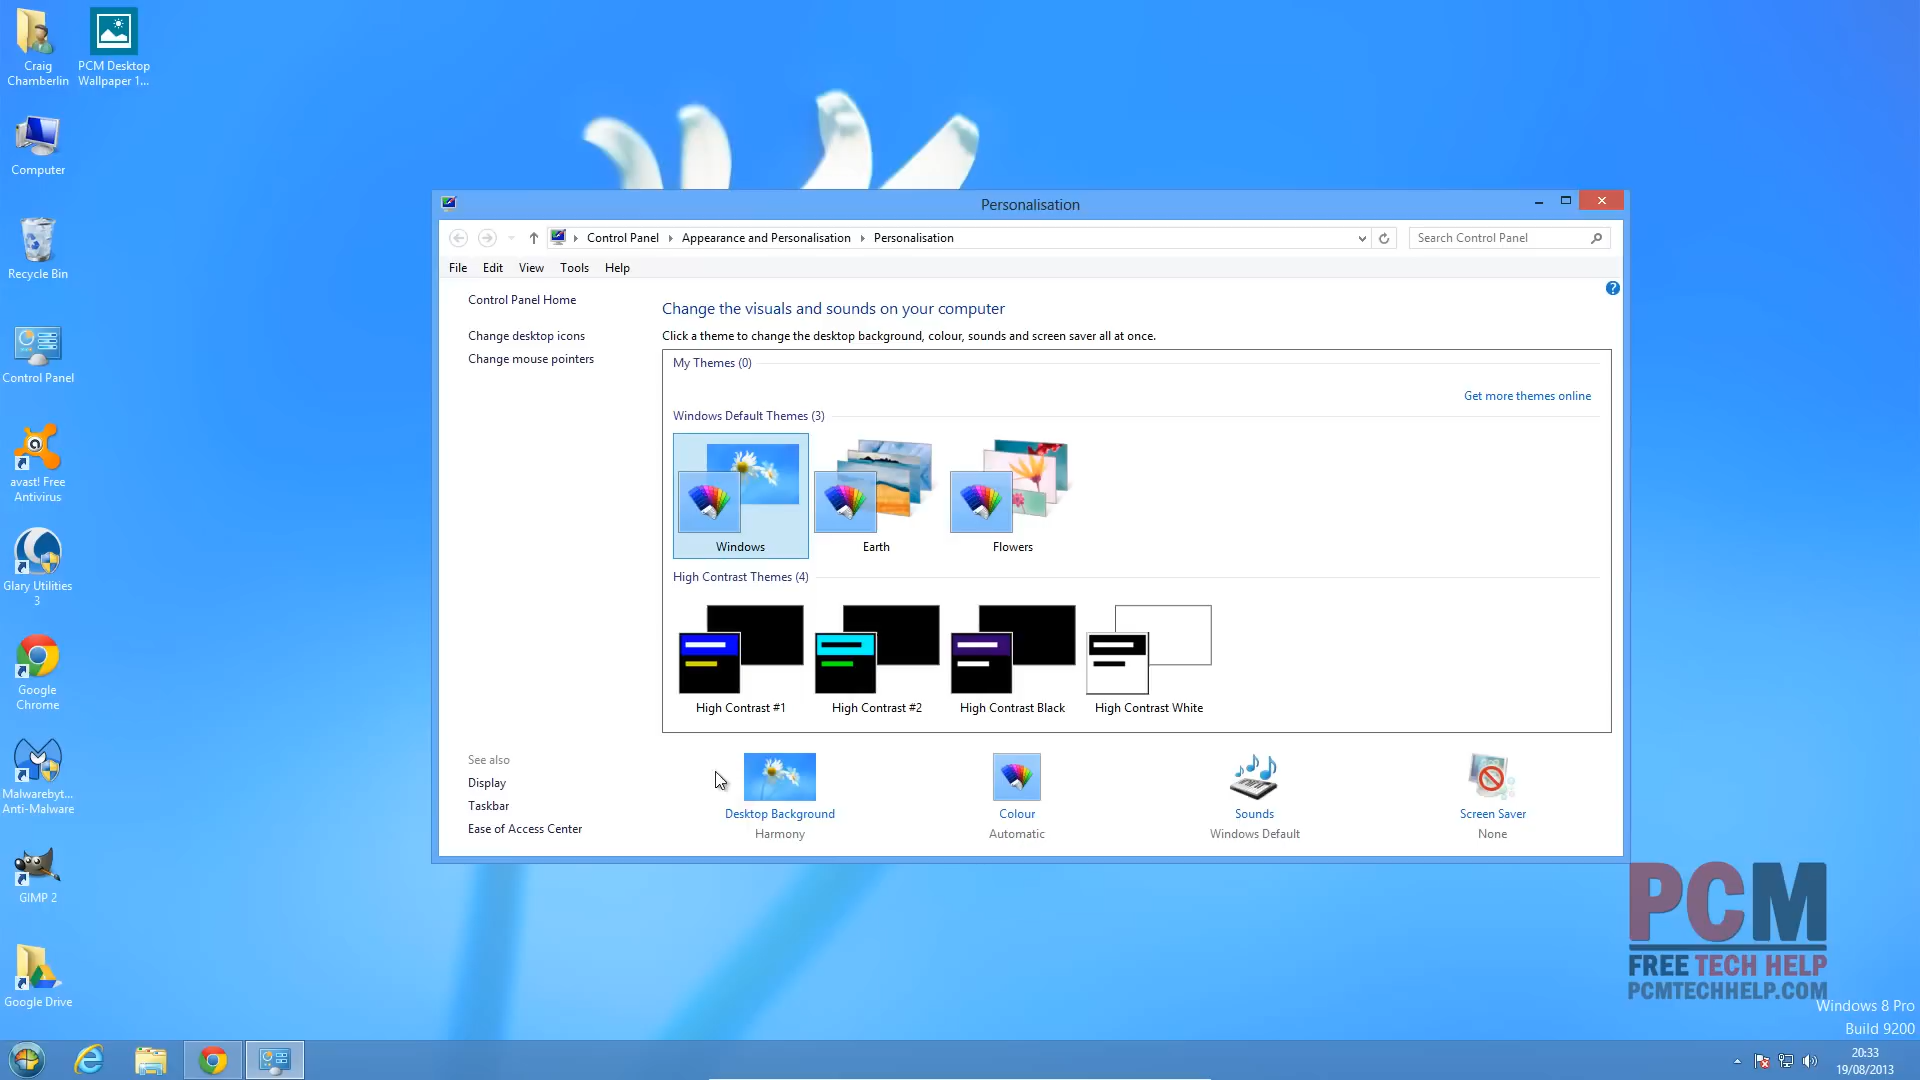 Craig
Chamberlin
PCM Desktop
Wallpaper 1...
Computer
Recycle Bin
Control Panel
avast! Free
Antivirus
Glary Utilities
3
Google
Chrome
Malwarebyt...
Anti-Malware
GIMP 2
Google Drive
Personalisation
Control Panel
Appearance and Personalisation
Personalisation
Search Control Panel
File Edit View Tools Help
Control Panel Home
Change desktop icons
Change mouse pointers
Change the visuals and sounds on your computer
Click a theme to change the desktop background, colour, sounds and screen saver all at once.
My Themes (0)
Get more themes online
Windows Default Themes (3)
Windows
Earth
Flowers
High Contrast Themes (4)
High Contrast #1
High Contrast #2
High Contrast Black
High Contrast White
See also
Display
Taskbar
Ease of Access Center
Desktop Background
Harmony
Colour
Automatic
Sounds
Windows Default
Screen Saver
None
PCM
FREE TECH HELP
PCMTECHHELP.COM
Windows 8 Pro
Build 9200
20:33
19/08/2013